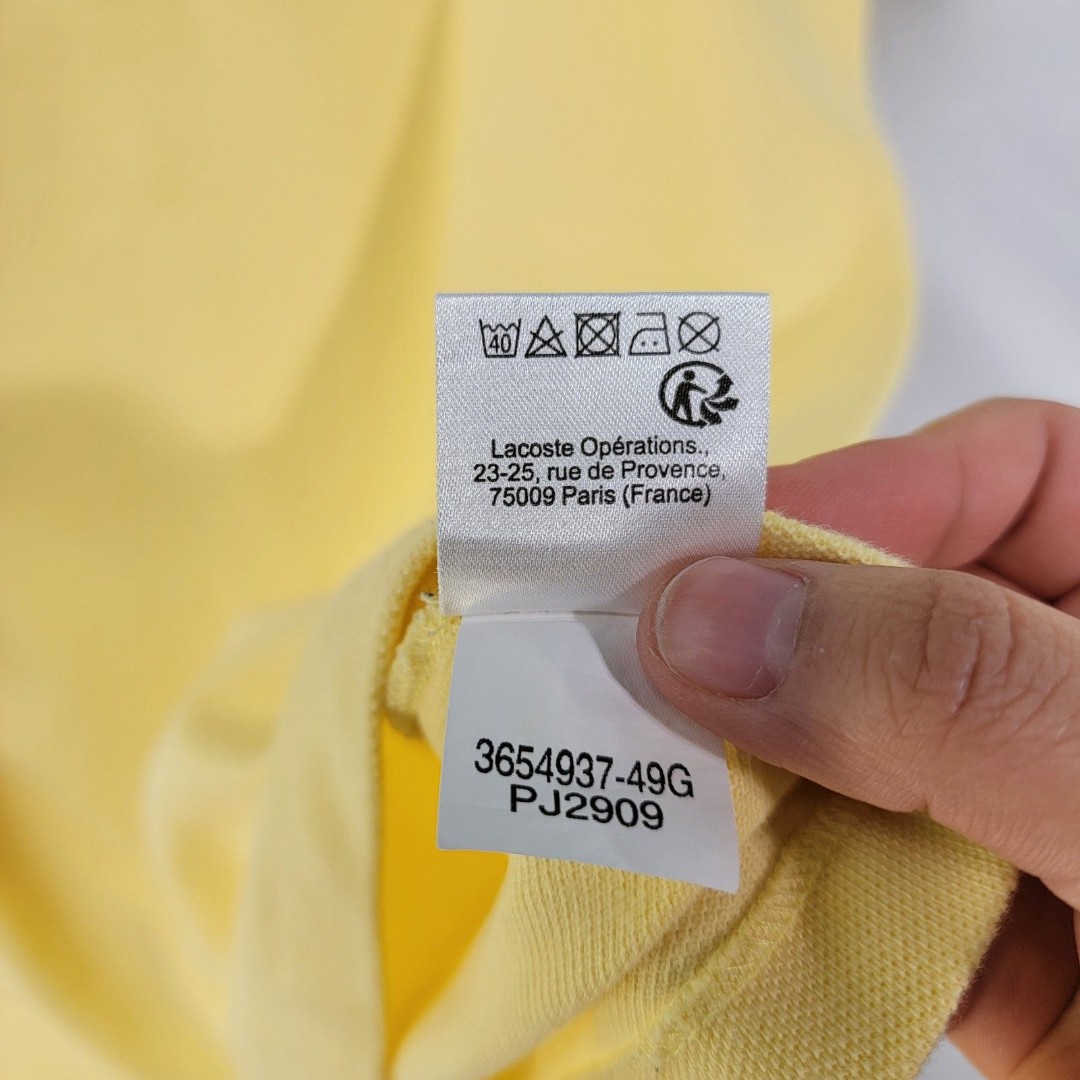 40
Lacoste Opérations.,
23-25, rue de Provence,
75009 Paris (France)
3654937-49G
PJ2909